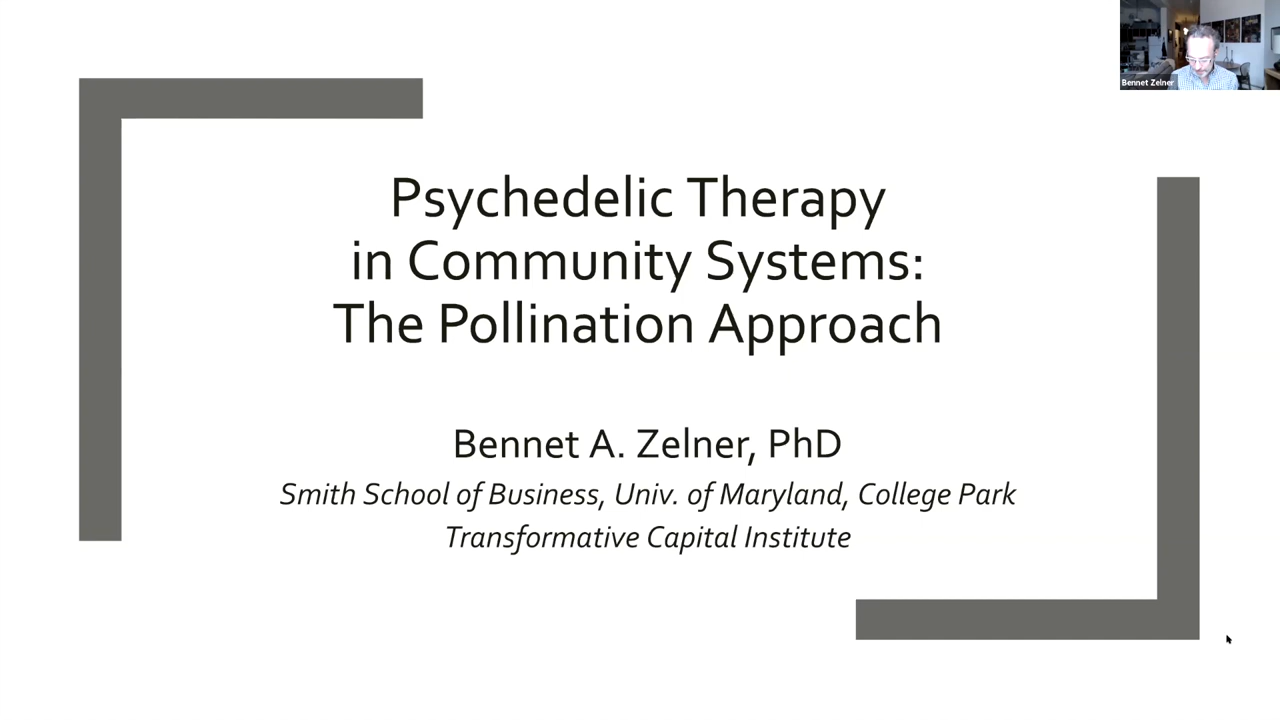 Bennet Zelner
Psychedelic Therapy
in Community Systems:
The Pollination Approach
Bennet A. Zelner, PhD
Smith School of Business, Univ. of Maryland, College Park
Transformative Capital Institute